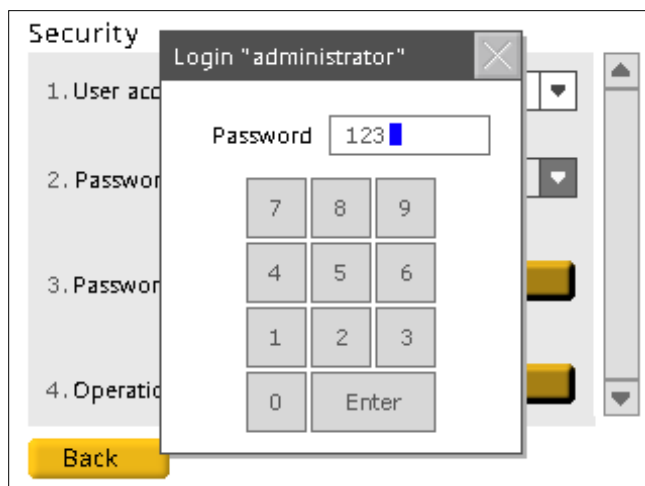 Security
Login "administrator"
1. User acc
Password 123
2. Passwor
7 8 9
3. Passwor
4 5 6
1 2 3
4. Operatio
0 Enter
Back